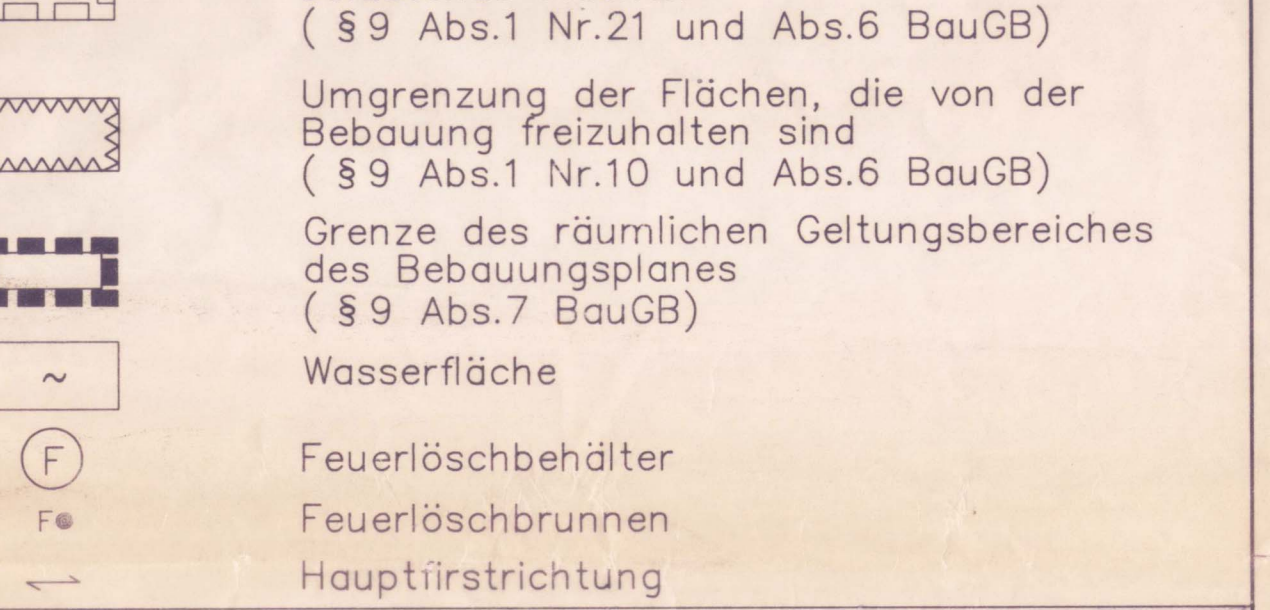 ( § 9 Abs.1 Nr.21 und Abs.6 BauGB)
Umgrenzung der Flächen, die von der
Bebauung freizuhalten sind
( § 9 Abs.1 Nr.10 und Abs.6 BauGB)
Grenze des räumlichen Geltungsbereiches
des Bebauungsplanes
( § 9 Abs.7 BauGB)
~ Wasserfläche
F Feuerlöschbehälter
F Feuerlöschbrunnen
Hauptfirstrichtung